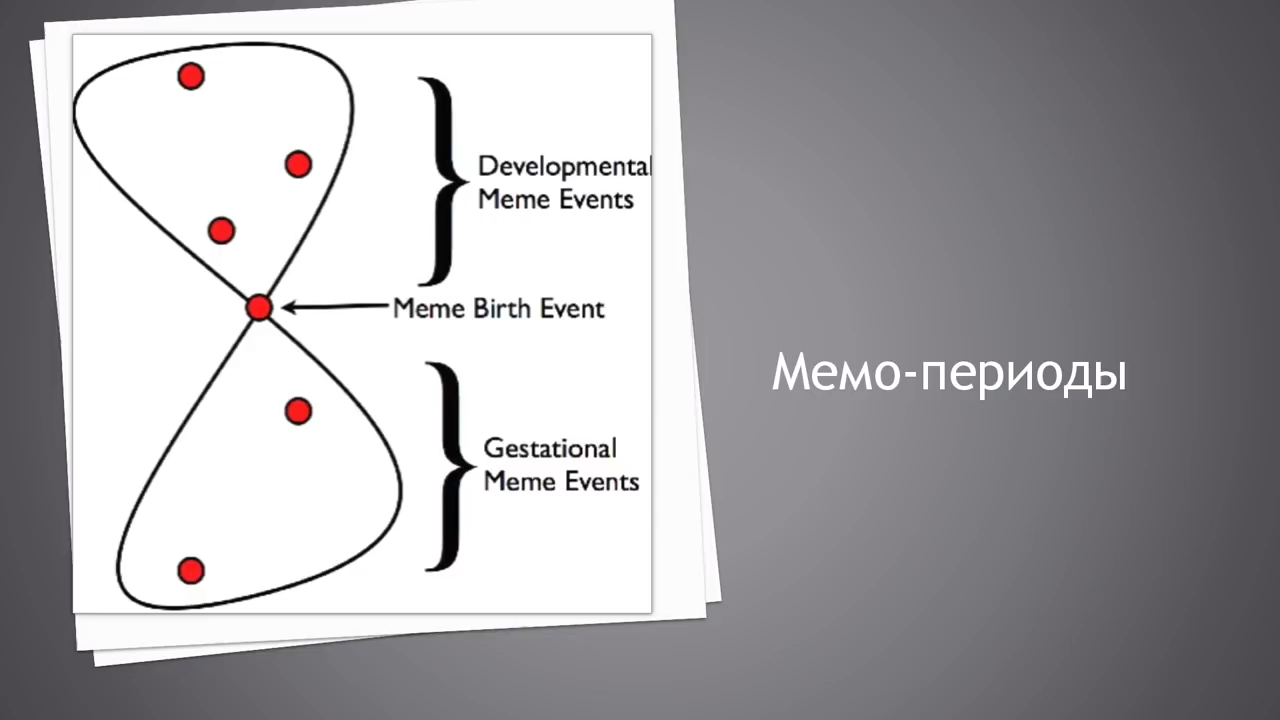 Developmental
Meme Events
Meme Birth Event
Gestational
Meme Events
Мемо-периоды